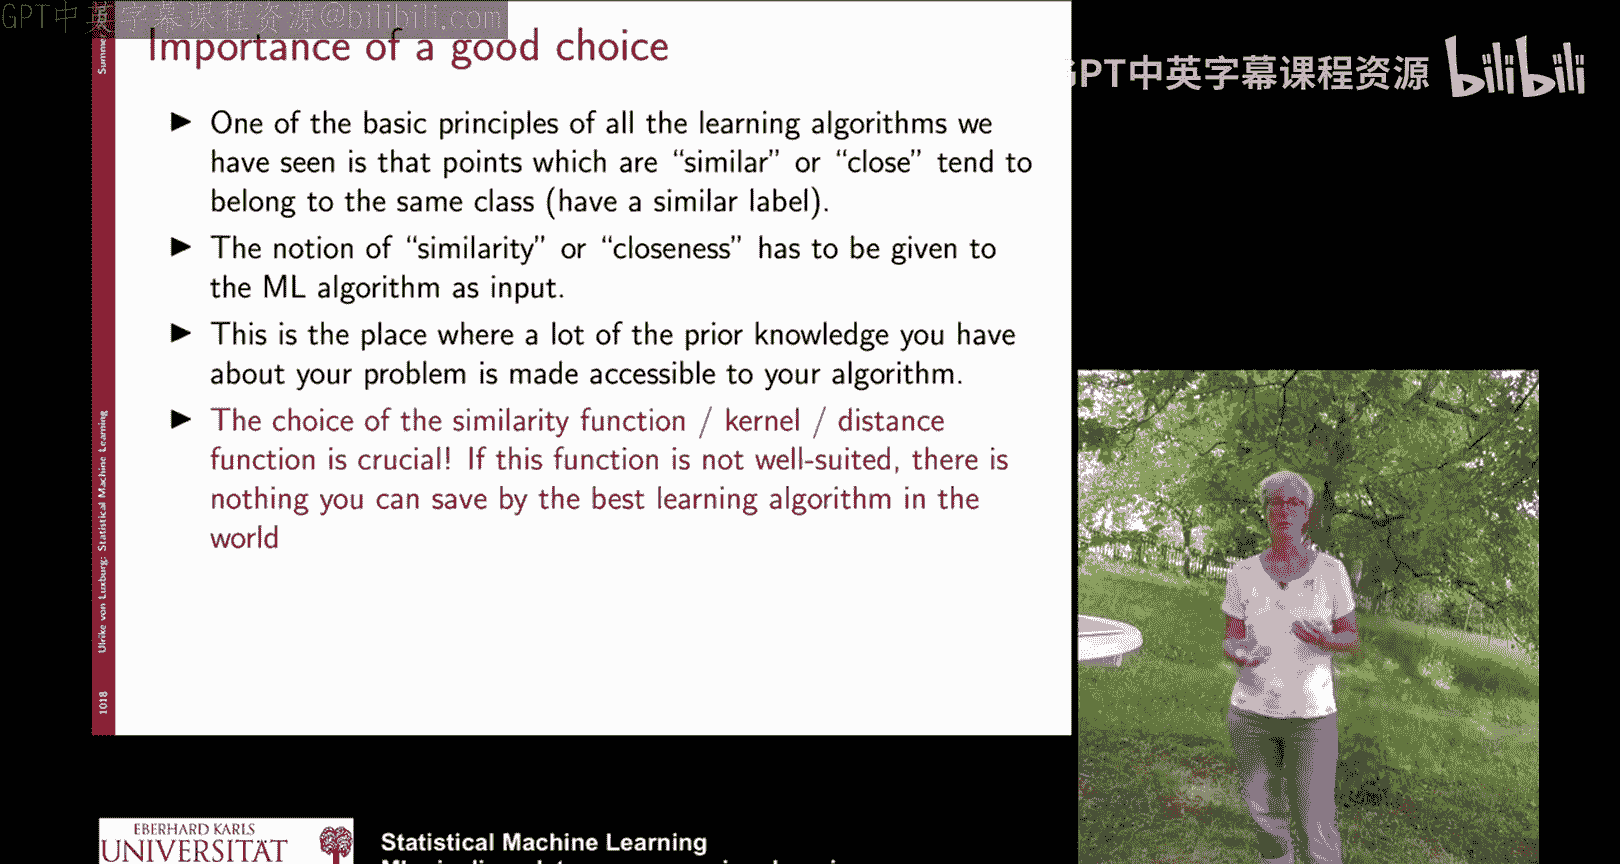 GPT中英字幕课程资源@bilibili.com
Importance of a good choice
GPT中英字幕课程资源 bilibili
▶ One of the basic principles of all the learning algorithms we
have seen is that points which are “similar” or “close” tend to
belong to the same class (have a similar label).
▶ The notion of “similarity” or “closeness” has to be given to
the ML algorithm as input.
▶ This is the place where a lot of the prior knowledge you have
about your problem is made accessible to your algorithm.
▶ The choice of the similarity function / kernel / distance
function is crucial! If this function is not well-suited, there is
nothing you can save by the best learning algorithm in the
world
Ulrike von Luxburg: Statistical Machine Learning
1018
EBERHARD KARLS
UNIVERSITÄT
Statistical Machine Learning